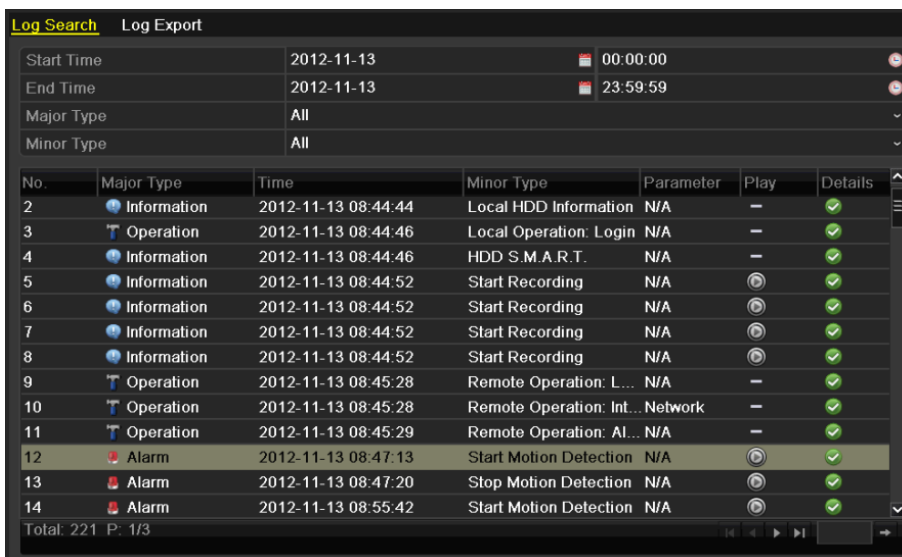 Log Search Log Export
Start Time 2012-11-13 00:00:00
End Time 2012-11-13 23:59:59
Major Type All
Minor Type All
No. Major Type Time Minor Type Parameter Play Details
2 Information 2012-11-13 08:44:44 Local HDD Information N/A –
3 Operation 2012-11-13 08:44:46 Local Operation: Login N/A –
4 Information 2012-11-13 08:44:46 HDD S.M.A.R.T. N/A –
5 Information 2012-11-13 08:44:52 Start Recording N/A
6 Information 2012-11-13 08:44:52 Start Recording N/A
7 Information 2012-11-13 08:44:52 Start Recording N/A
8 Information 2012-11-13 08:44:52 Start Recording N/A
9 Operation 2012-11-13 08:45:28 Remote Operation: L... N/A –
10 Operation 2012-11-13 08:45:28 Remote Operation: Int... Network –
11 Operation 2012-11-13 08:45:29 Remote Operation: Al... N/A –
12 Alarm 2012-11-13 08:47:13 Start Motion Detection N/A
13 Alarm 2012-11-13 08:47:20 Stop Motion Detection N/A
14 Alarm 2012-11-13 08:55:42 Start Motion Detection N/A
Total: 221 P: 1/3